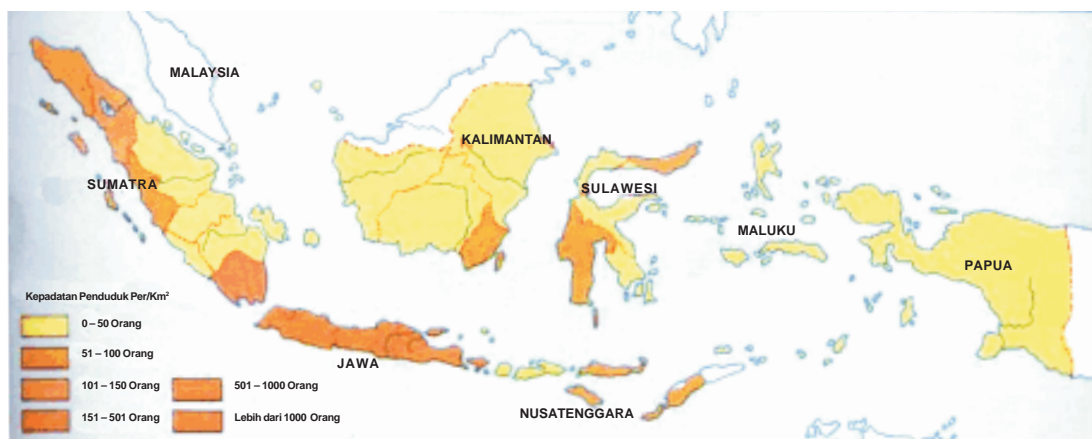 MALAYSIA
KALIMANTAN
SUMATRA
SULAWESI
MALUKU
PAPUA
Kepadatan Penduduk Per/Km²
0 – 50 Orang
51 – 100 Orang
101 – 150 Orang
151 – 501 Orang
501 – 1000 Orang
Lebih dari 1000 Orang
JAWA
NUSATENGGARA